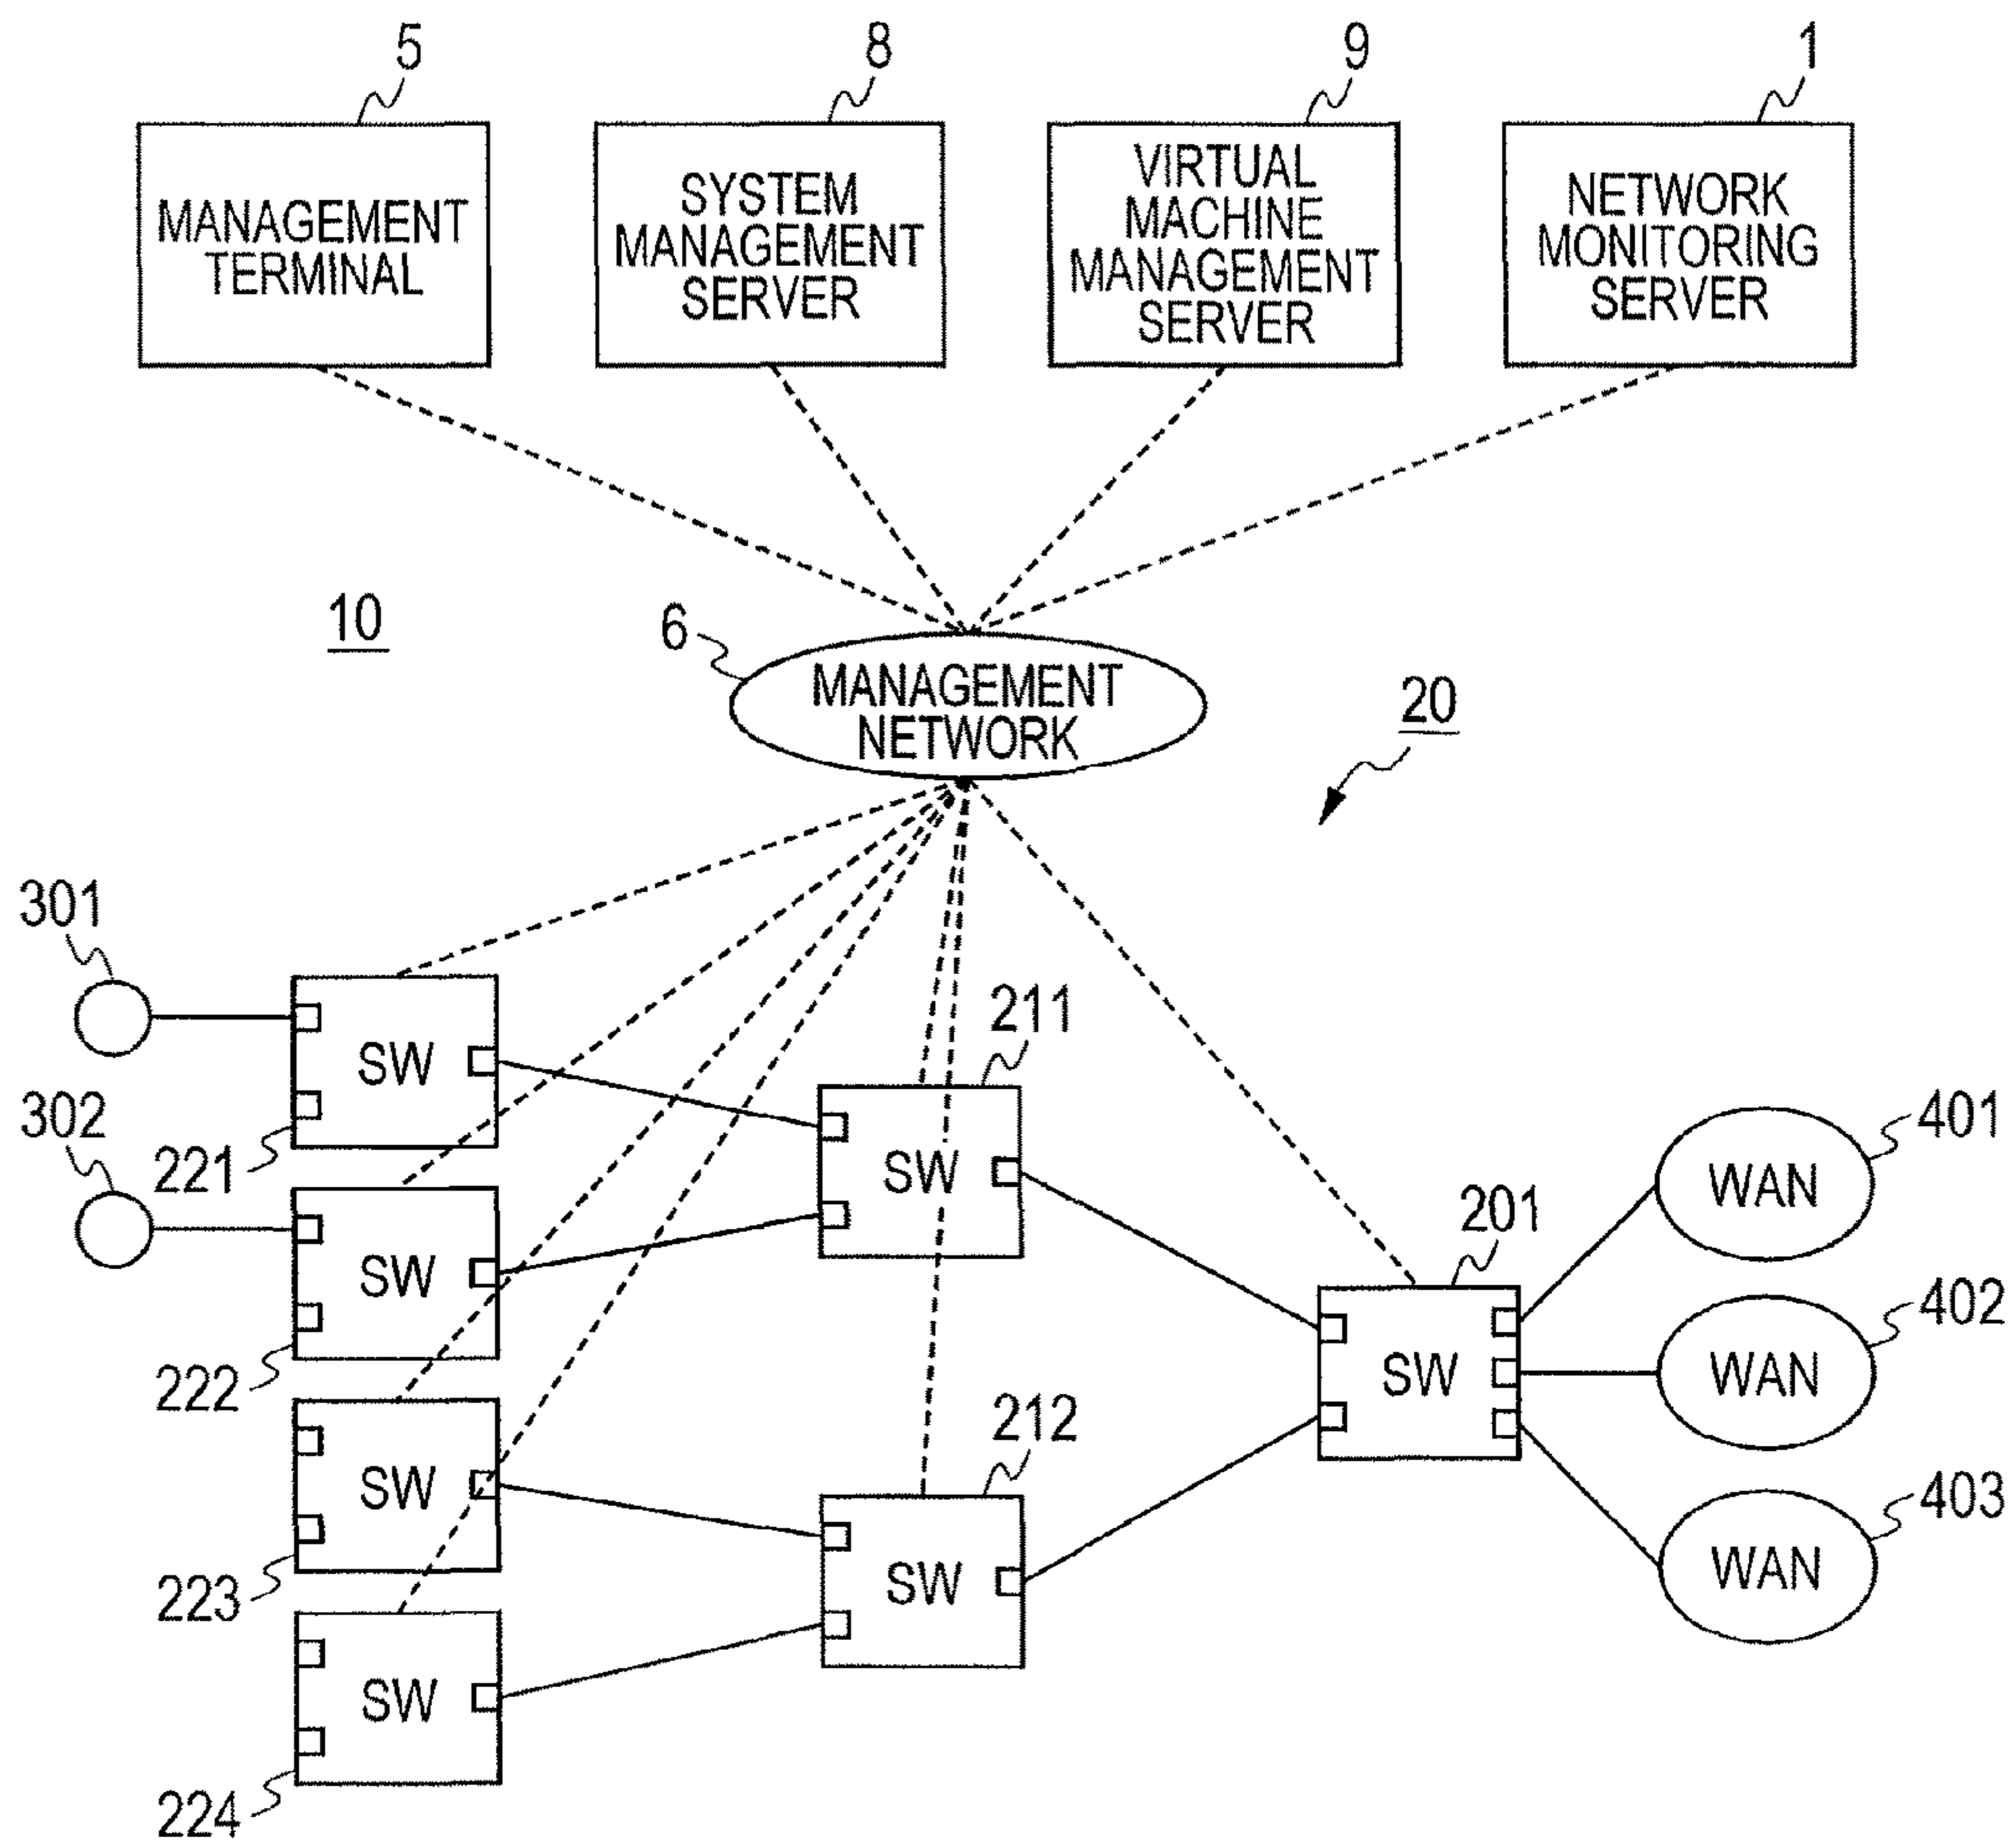 5
8
9
1
MANAGEMENT
TERMINAL
SYSTEM
MANAGEMENT
SERVER
VIRTUAL
MACHINE
MANAGEMENT
SERVER
NETWORK
MONITORING
SERVER
10
6
MANAGEMENT
NETWORK
20
301
SW
221
302
SW
222
SW
223
SW
224
211
SW
212
SW
201
SW
401
WAN
402
WAN
403
WAN